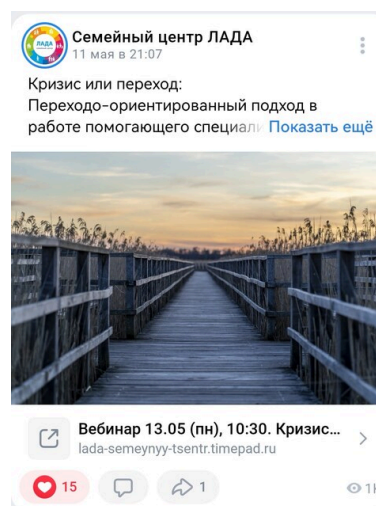 Семейный центр ЛАДА
11 мая в 21:07
Кризис или переход:
Переходо-ориентированный подход в
работе помогающего специали Показать ещё
Вебинар 13.05 (пн), 10:30. Кризис...
lada-semeynyy-tsentr.timepad.ru
15
1